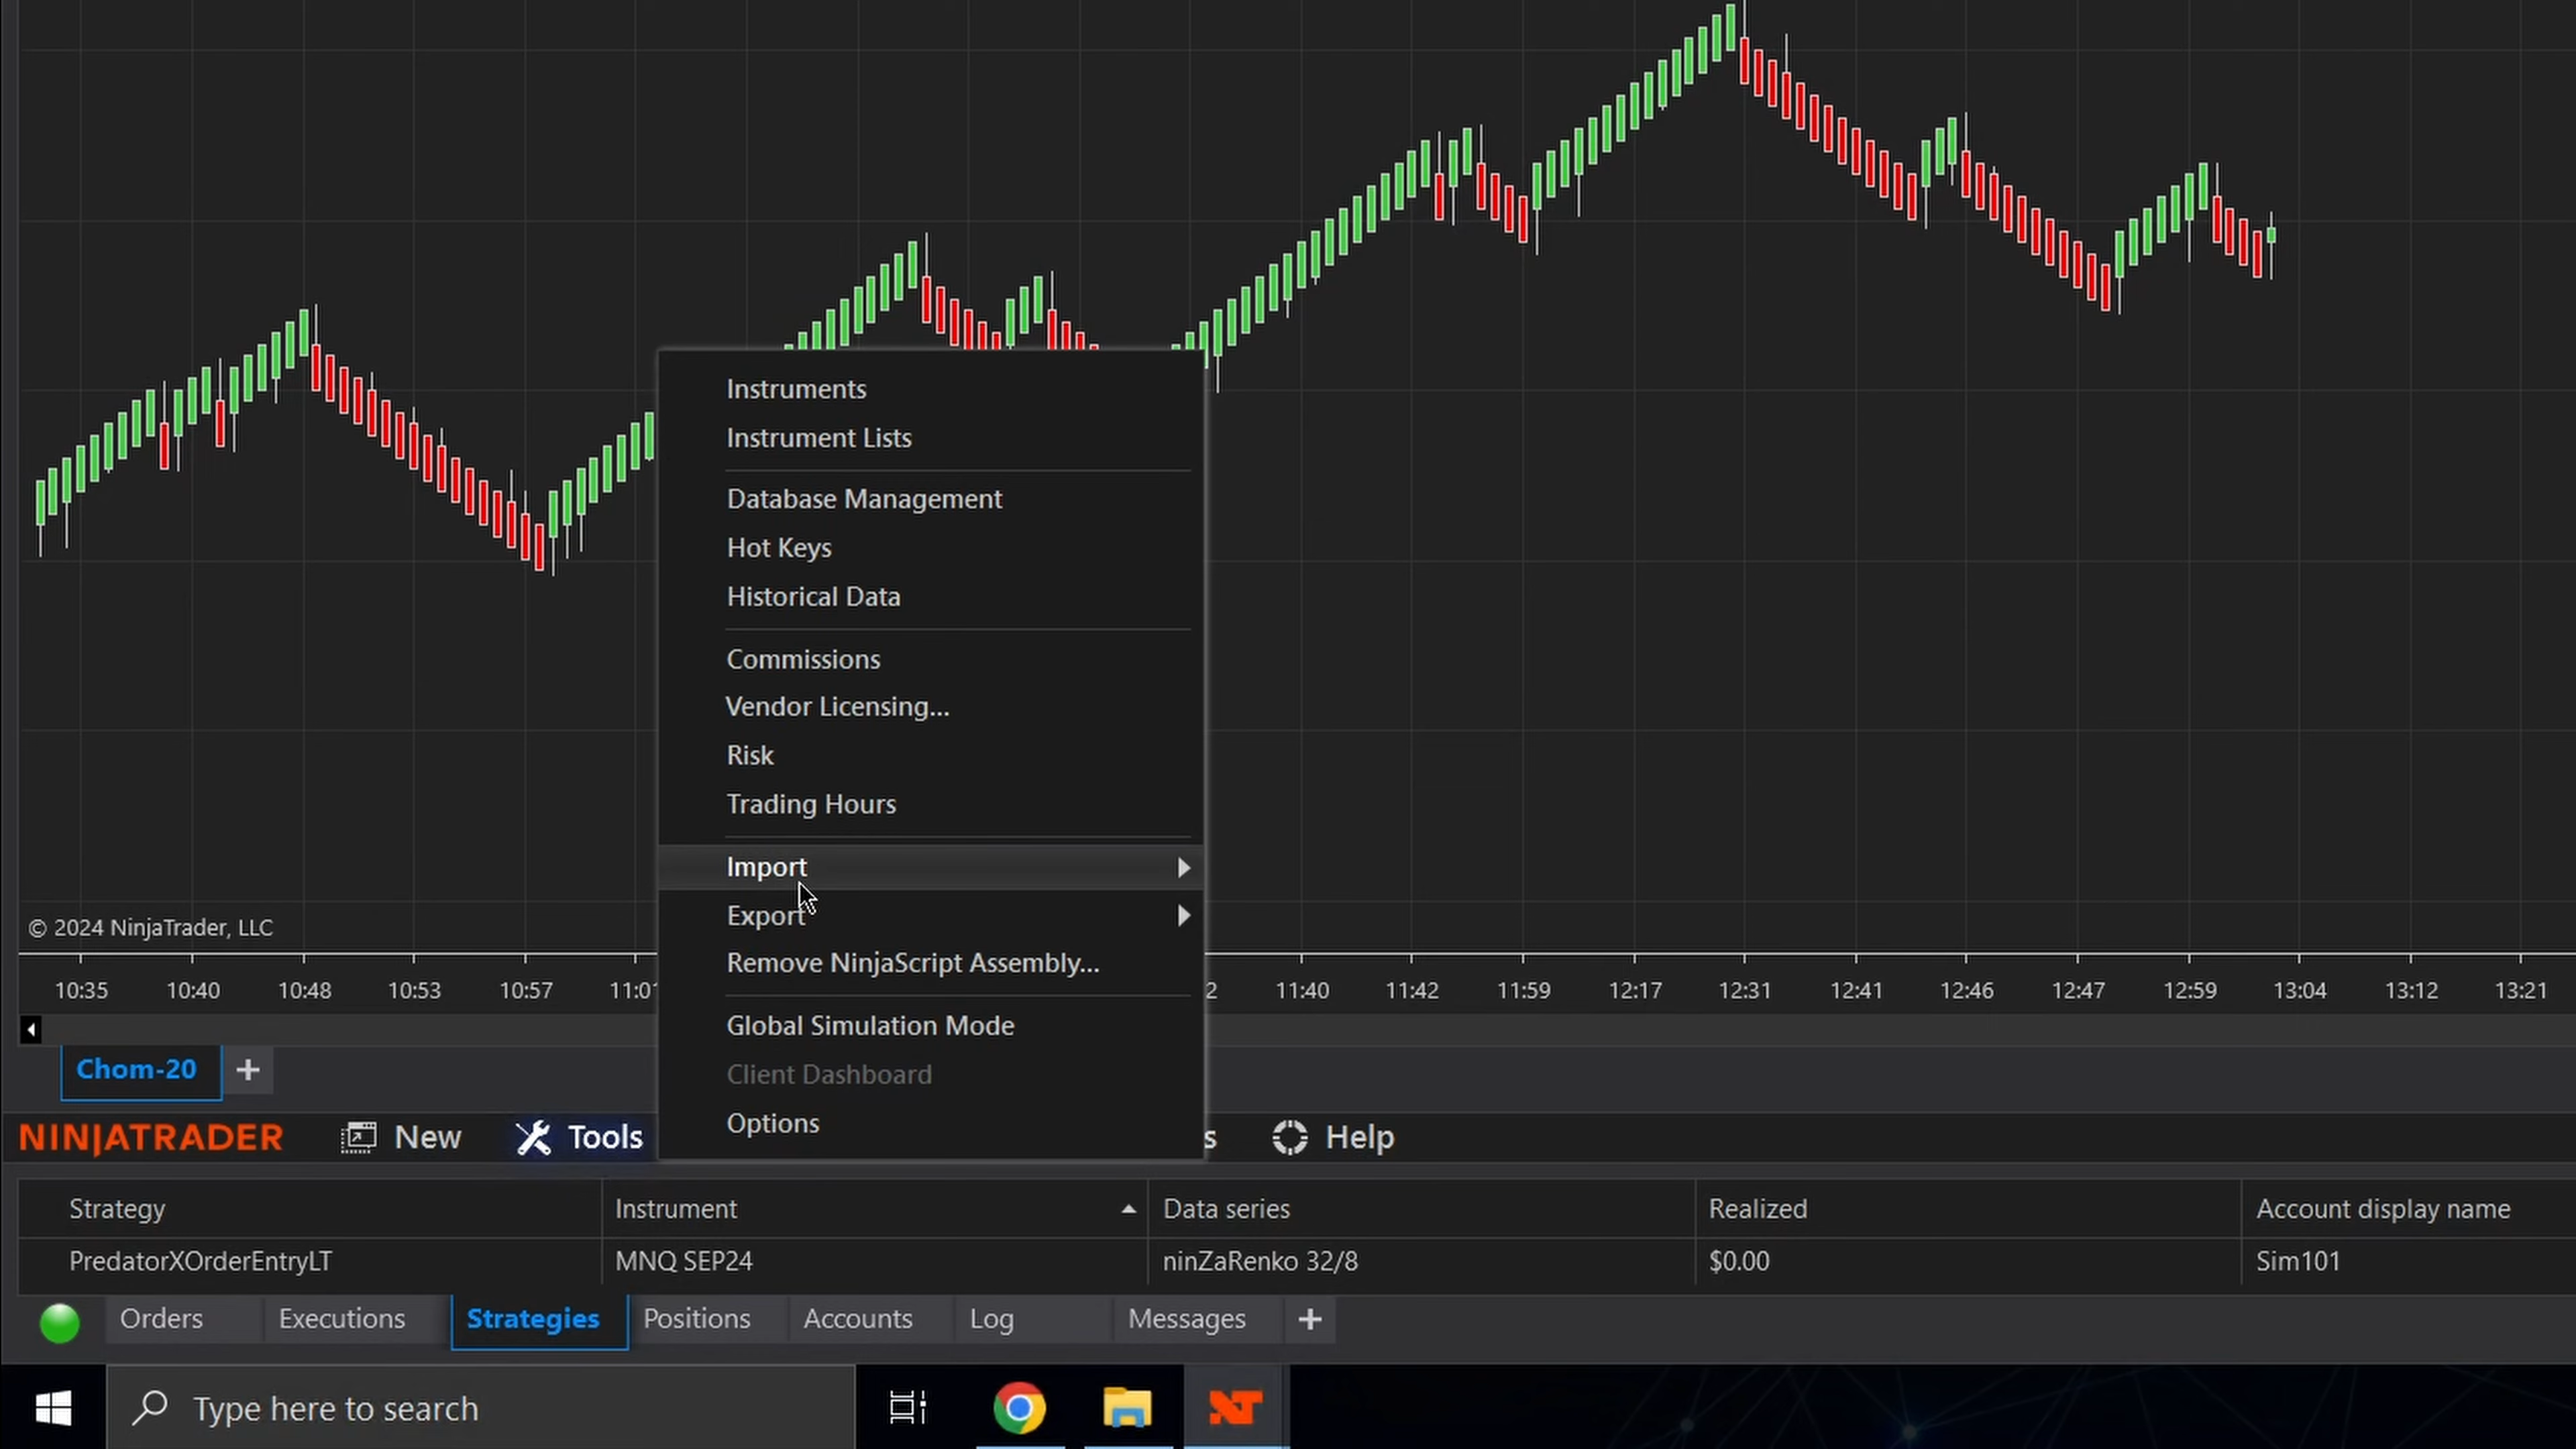 Instruments
Instrument Lists
Database Management
Hot Keys
Historical Data
Commissions
Vendor Licensing...
Risk
Trading Hours
Import
Export
Remove NinjaScript Assembly...
Global Simulation Mode
Client Dashboard
Options
© 2024 NinjaTrader, LLC
10:35 10:40 10:48 10:53 10:57 11:01 2 11:40 11:42 11:59 12:17 12:31 12:41 12:46 12:47 12:59 13:04 13:12 13:21
Chom-20 +
NINJATRADER New Tools s Help
Strategy Instrument Data series Realized Account display name
PredatorXOrderEntryLT MNQ SEP24 ninZaRenko 32/8 $0.00 Sim101
Orders Executions Strategies Positions Accounts Log Messages +
Type here to search NT